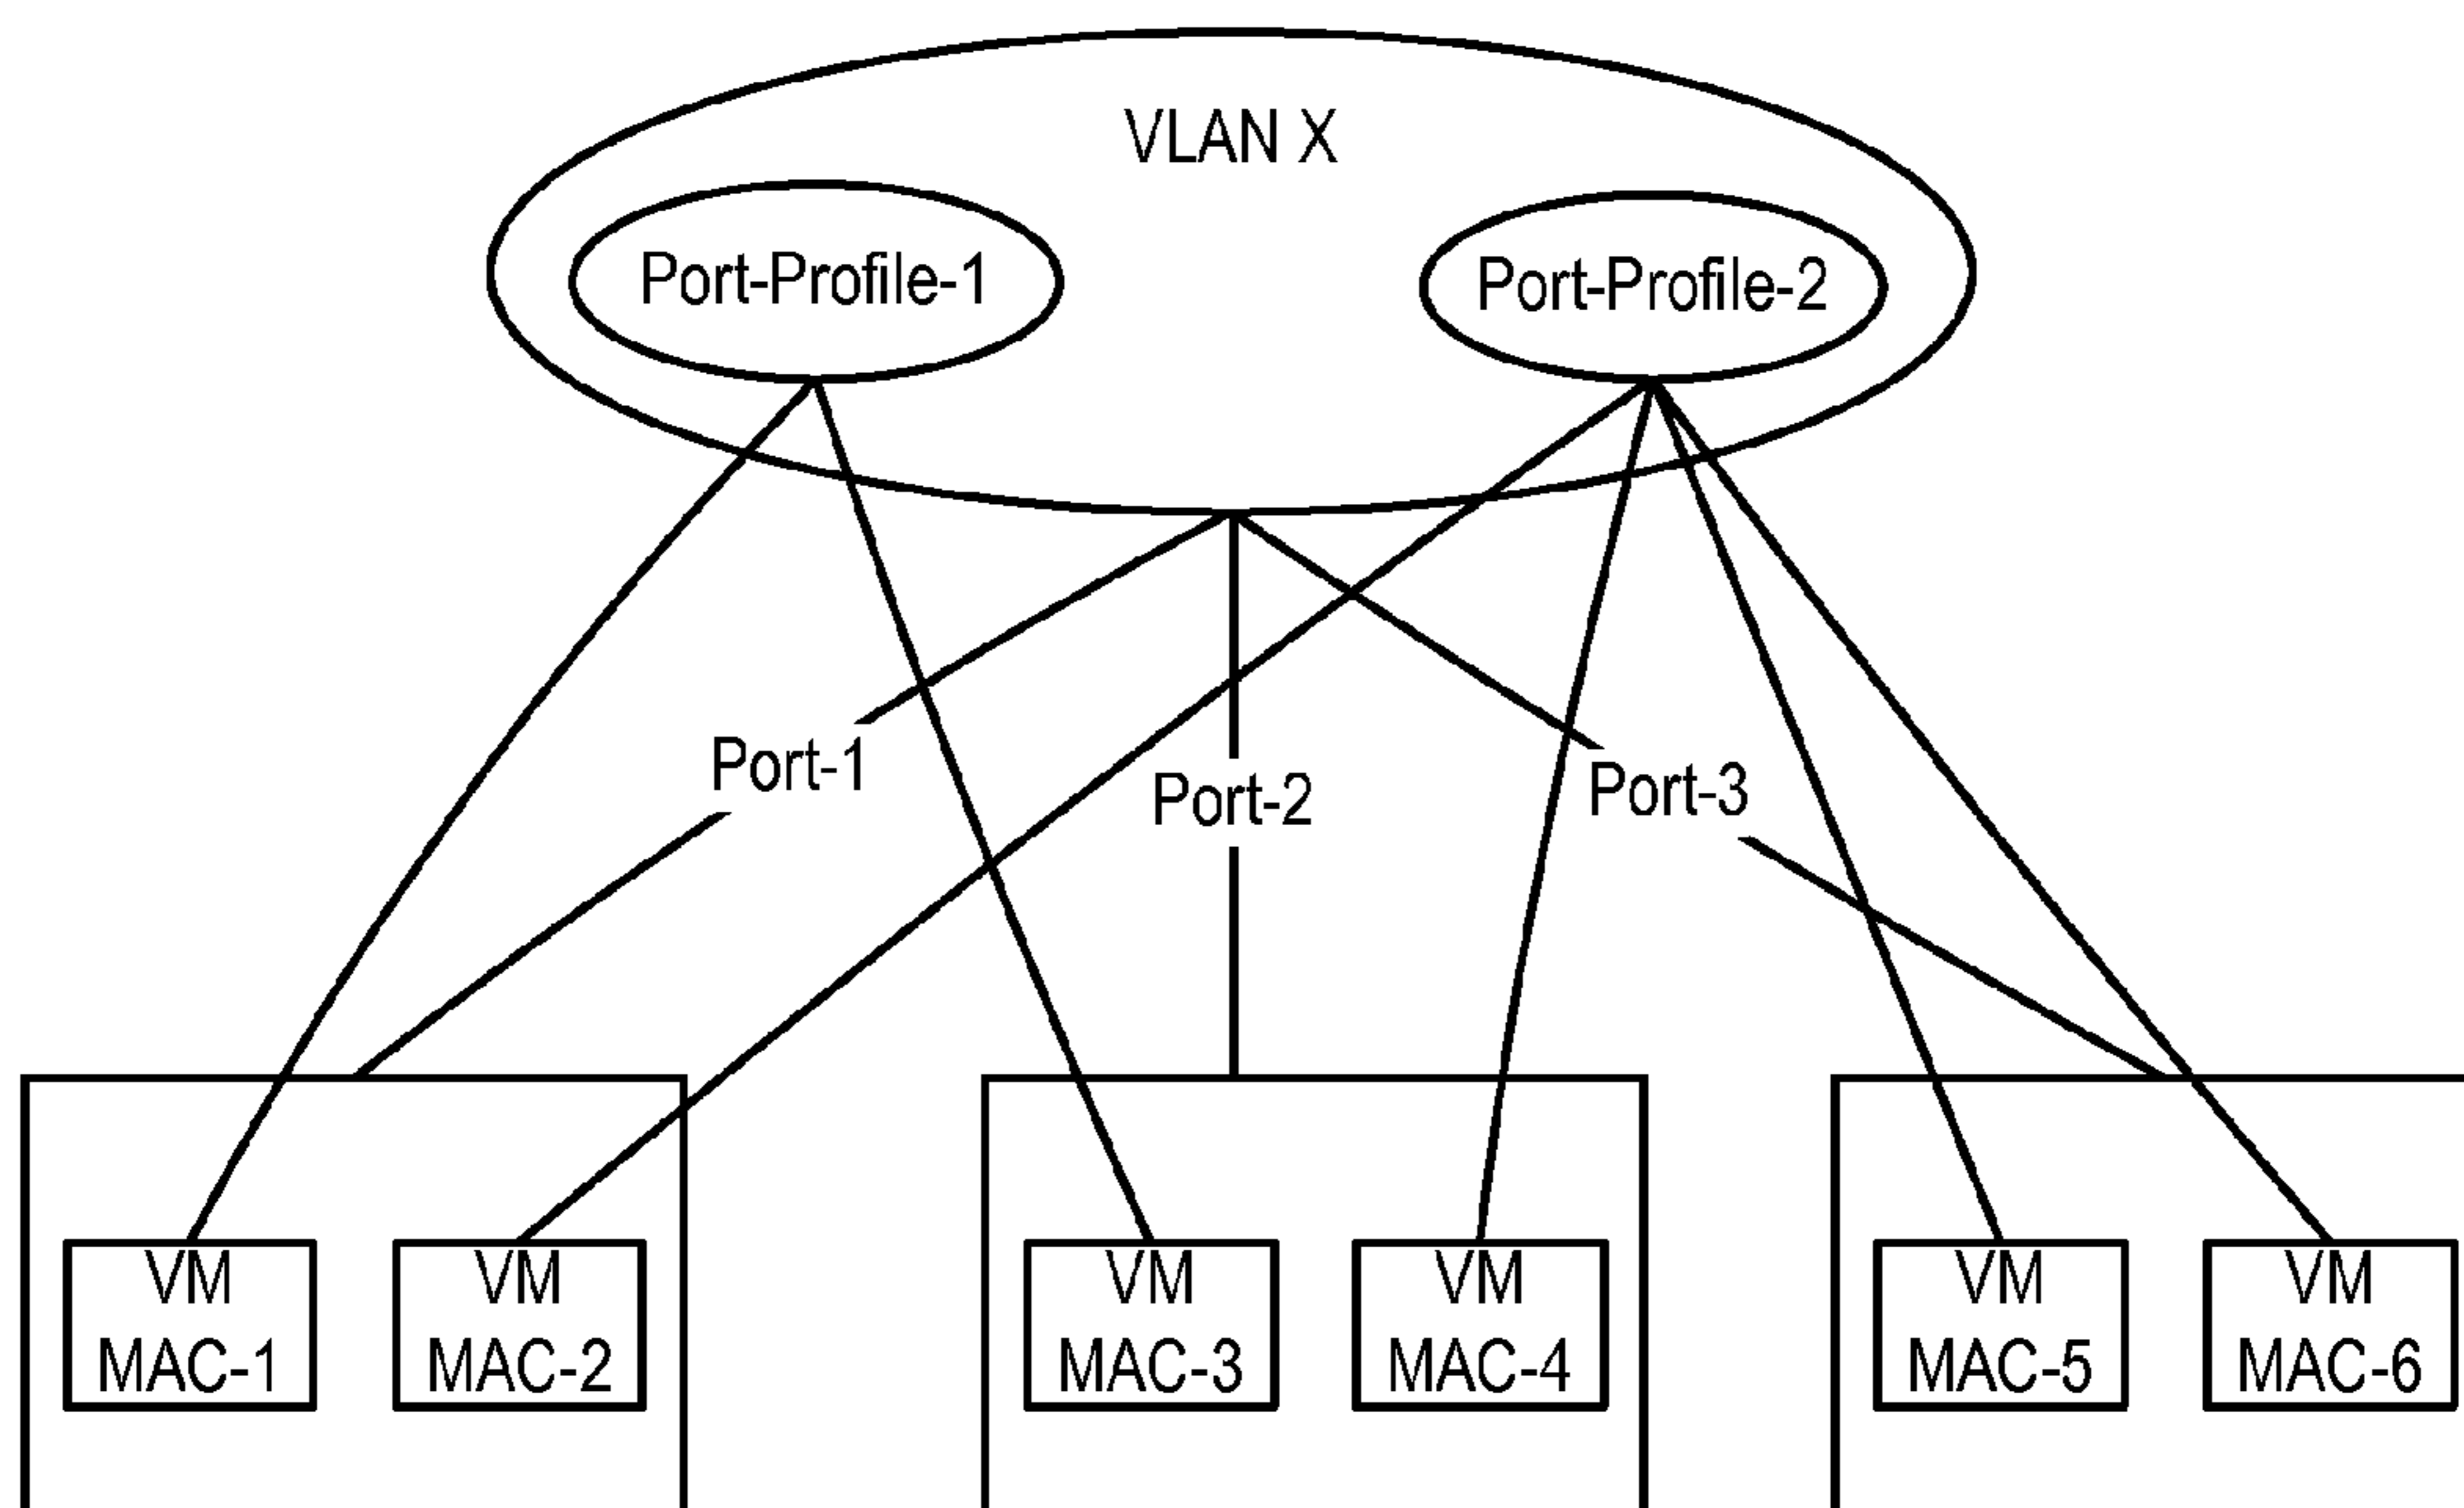 VLAN X
Port-Profile-1
Port-Profile-2
Port-1
Port-2
Port-3
VM
MAC-1
VM
MAC-2
VM
MAC-3
VM
MAC-4
VM
MAC-5
VM
MAC-6